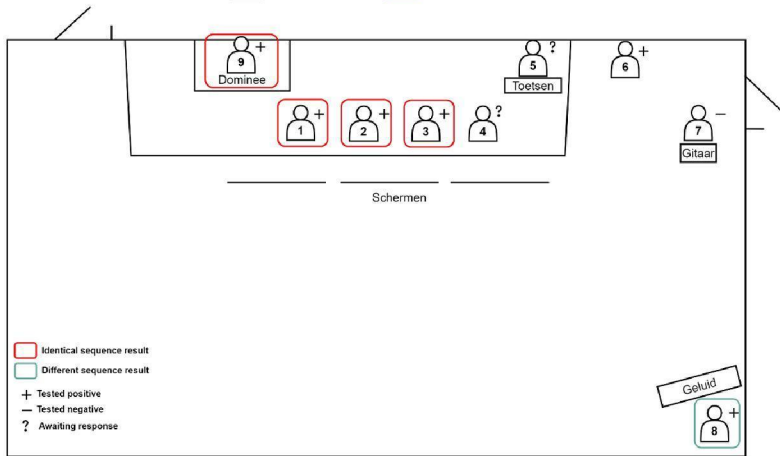 9 +
Dominee
5 ?
Toetsen
6 +
1 +
2 +
3 +
4 ?
7 −
Gitaar
Schermen
Identical sequence result
Different sequence result
+ Tested positive
− Tested negative
? Awaiting response
Geluid
8 +